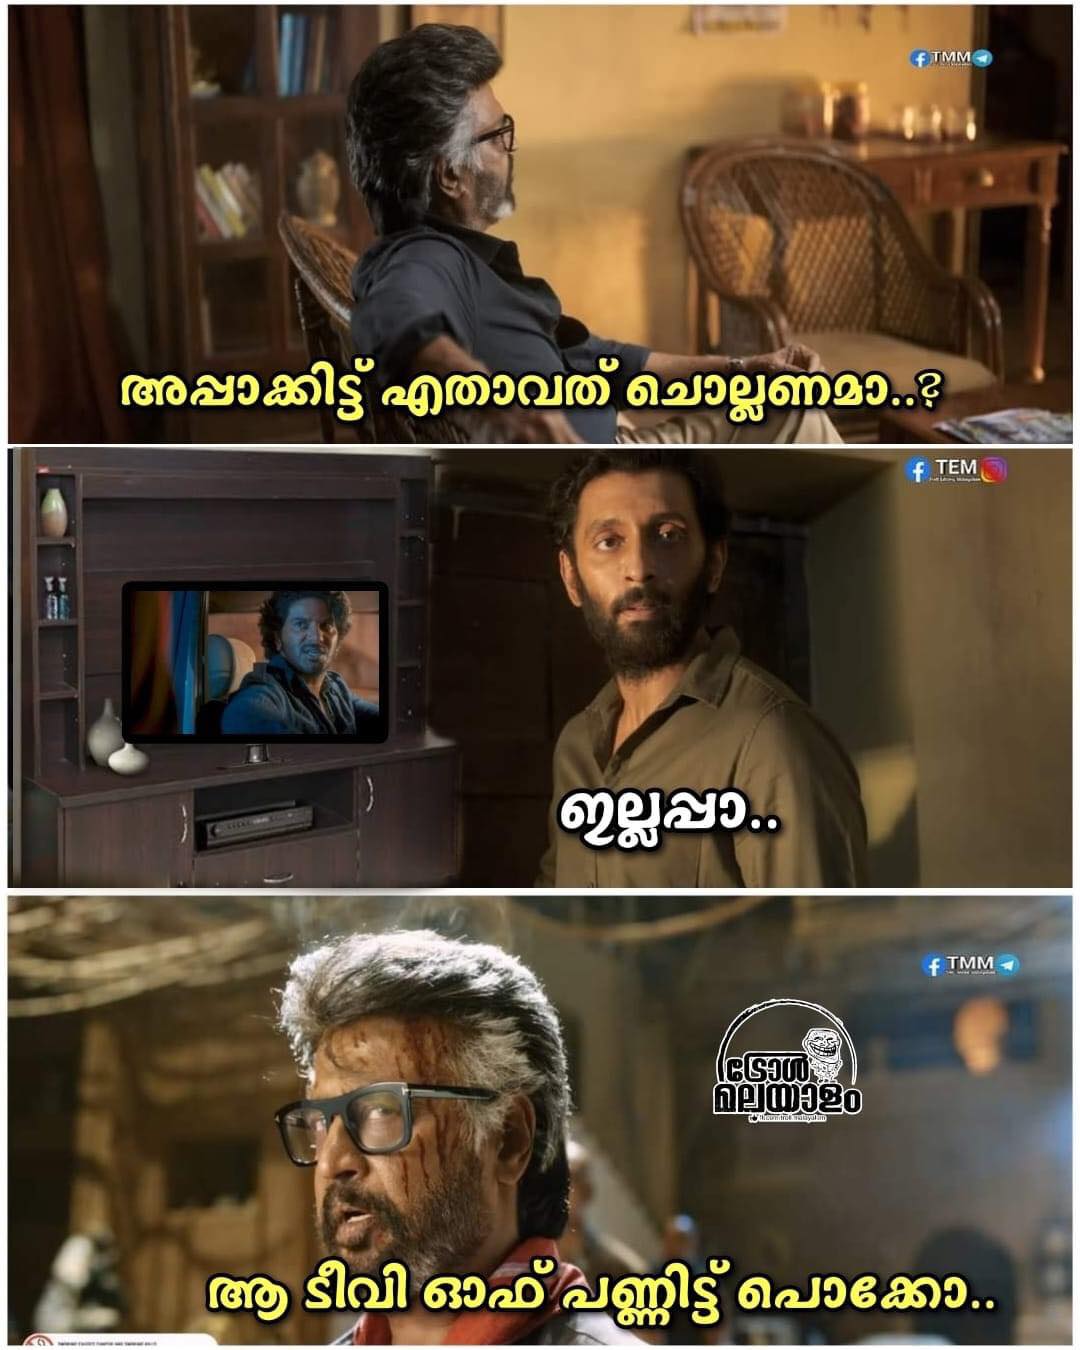 TMM
അപ്പാക്കിട്ട് എതാവത് ചൊല്ലണമാ..?
TEM
ഇല്ലപ്പാ..
TMM
ട്രോൾ
മലയാളം
ആ ടീവി ഓഫ് പണ്ണിട്ട് പൊക്കോ..